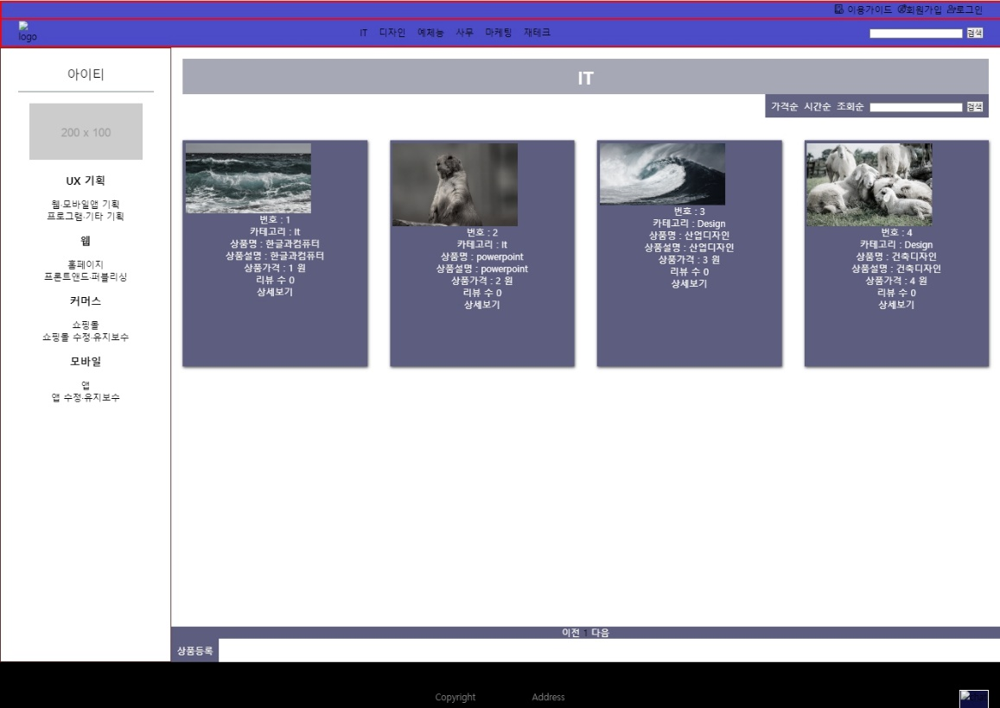 이용가이드 회원가입 로그인
logo
IT 디자인 예체능 사무 마케팅 재테크
검색
아이티
200 x 100
UX 기획
웹·모바일앱 기획
프로그램·기타 기획
웹
홈페이지
프론트앤드·퍼블리싱
커머스
쇼핑몰
쇼핑몰 수정·유지보수
모바일
앱
앱 수정·유지보수
IT
가격순 시간순 조회순 검색
번호 : 1
카테고리 : It
상품명 : 한글과컴퓨터
상품설명 : 한글과컴퓨터
상품가격 : 1 원
리뷰 수 0
상세보기
번호 : 2
카테고리 : It
상품명 : powerpoint
상품설명 : powerpoint
상품가격 : 2 원
리뷰 수 0
상세보기
번호 : 3
카테고리 : Design
상품명 : 산업디자인
상품설명 : 산업디자인
상품가격 : 3 원
리뷰 수 0
상세보기
번호 : 4
카테고리 : Design
상품명 : 건축디자인
상품설명 : 건축디자인
상품가격 : 4 원
리뷰 수 0
상세보기
이전 1 다음
상품등록
Copyright Address